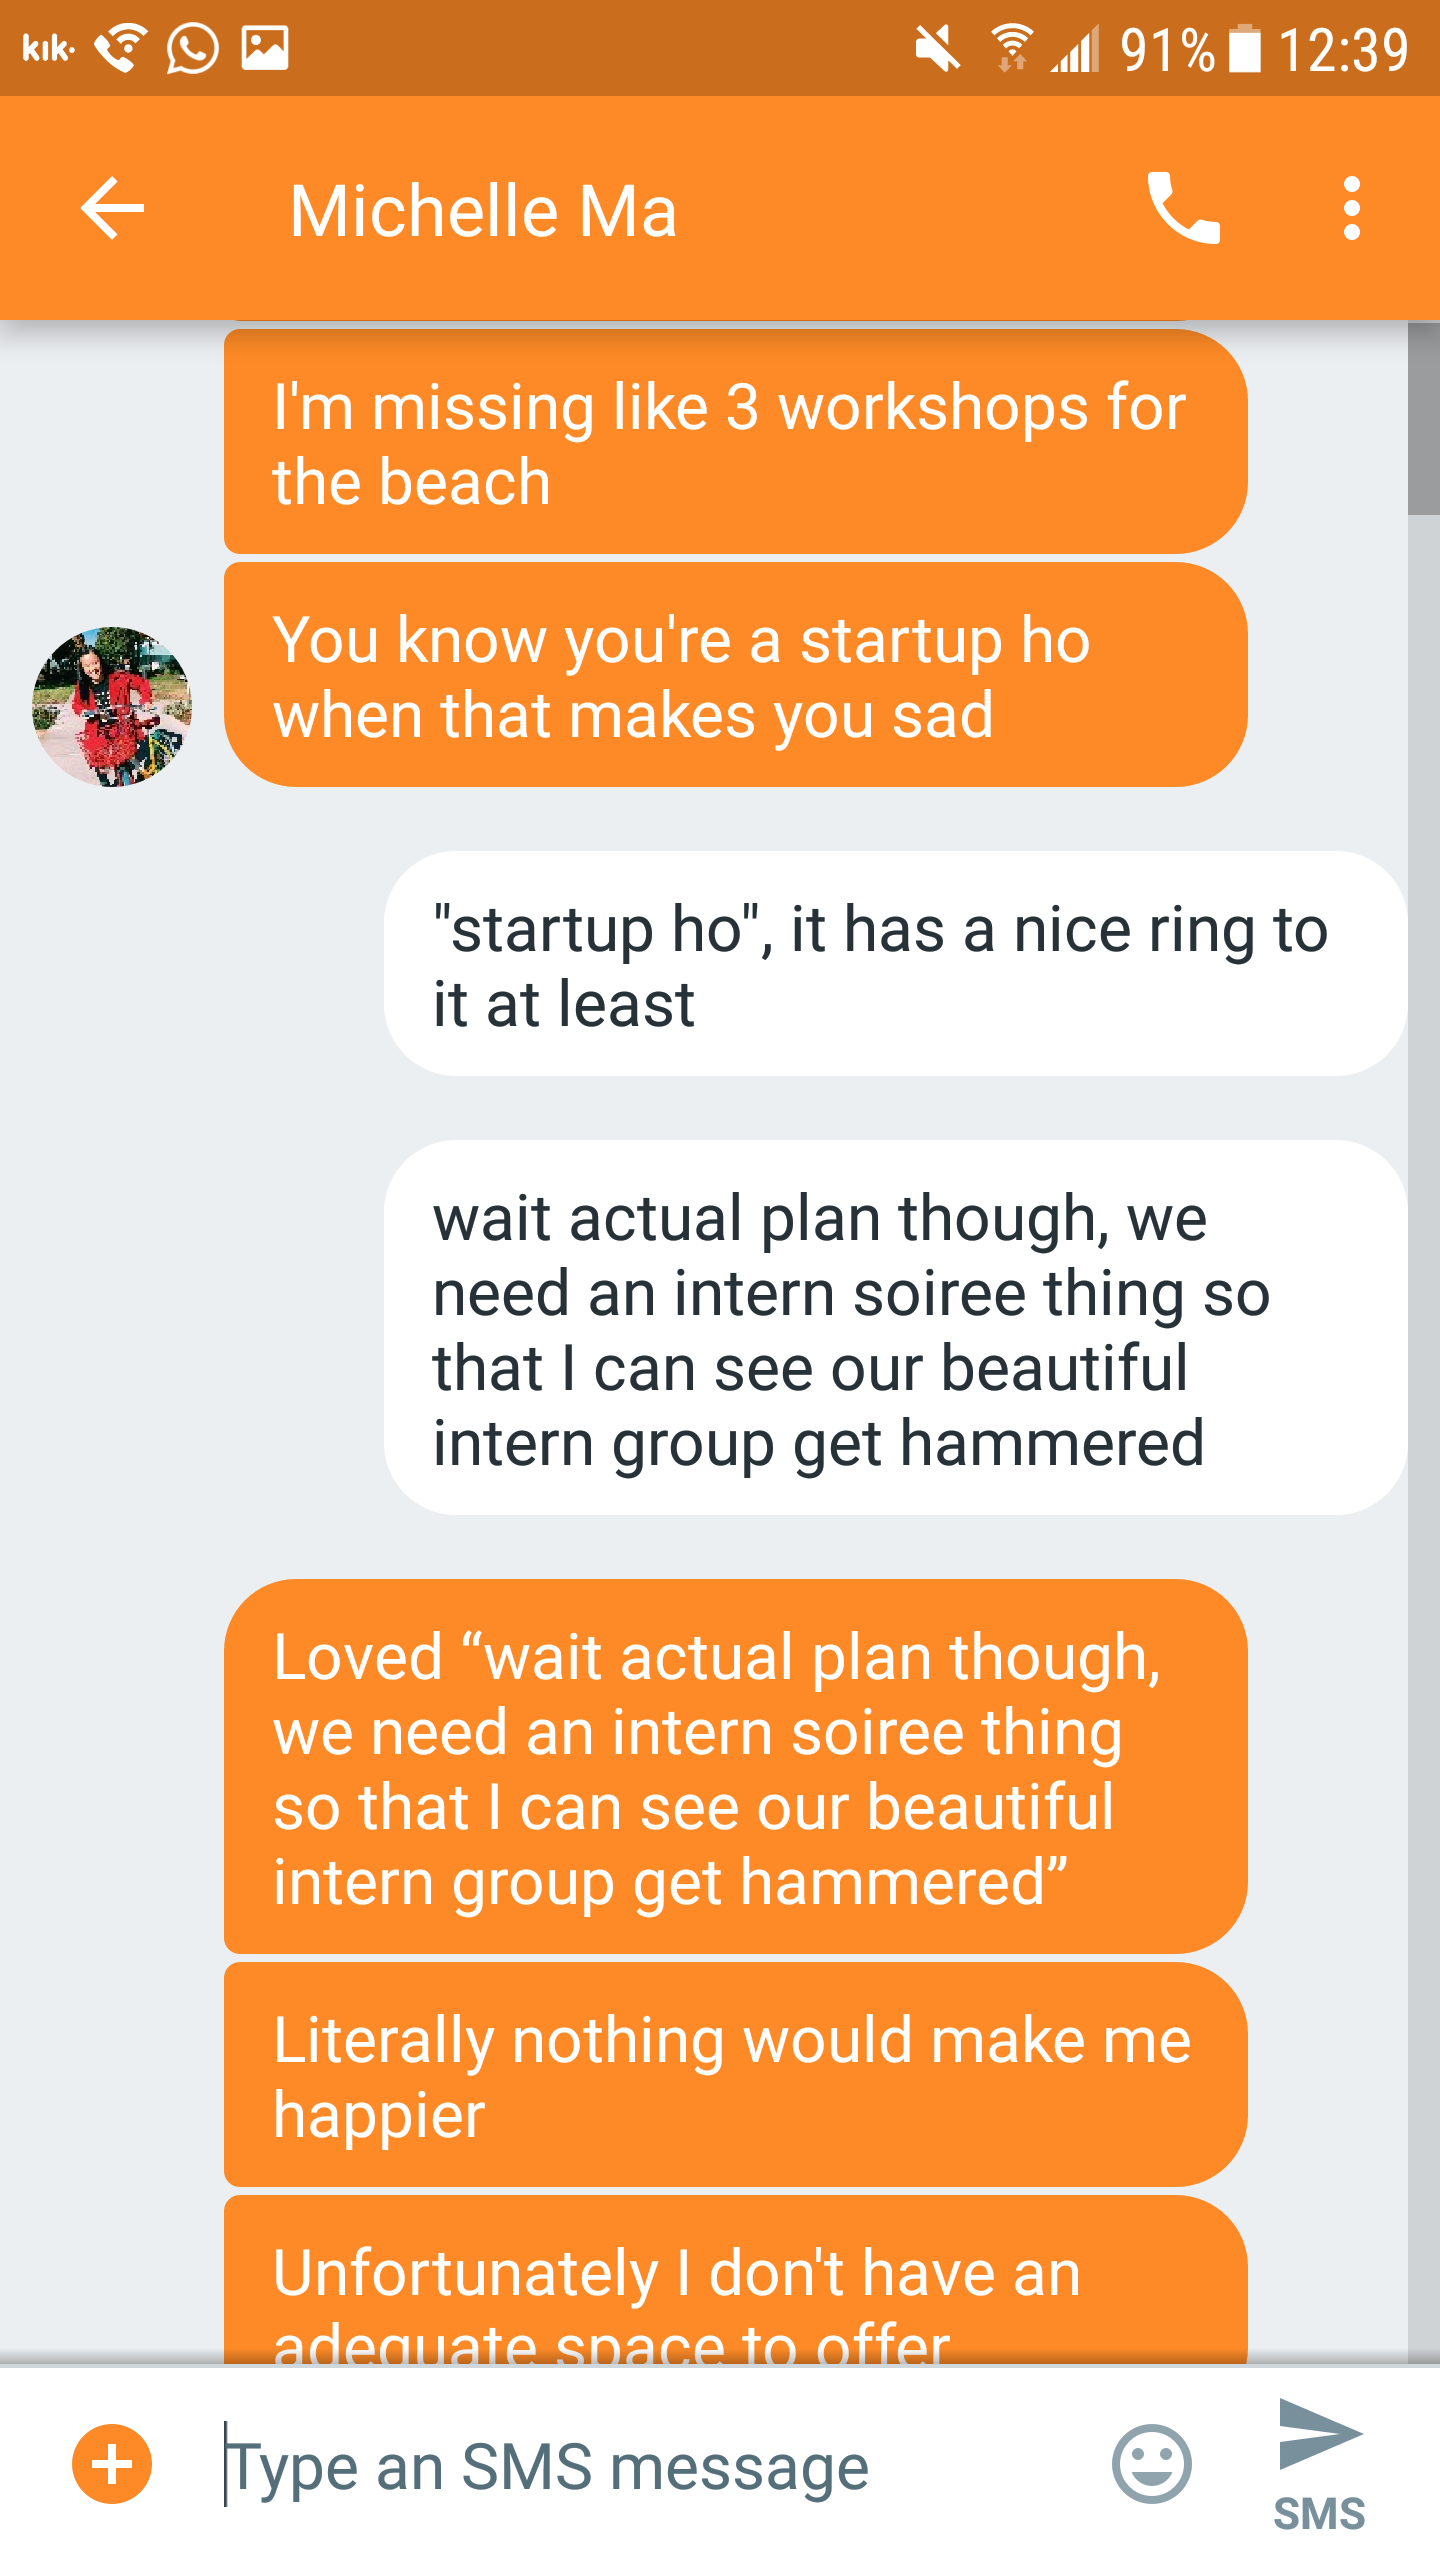 kik.
91% 12:39
Michelle Ma
I'm missing like 3 workshops for
the beach
You know you're a startup ho
when that makes you sad
"startup ho", it has a nice ring to
it at least
wait actual plan though, we
need an intern soiree thing so
that I can see our beautiful
intern group get hammered
Loved “wait actual plan though,
we need an intern soiree thing
so that I can see our beautiful
intern group get hammered”
Literally nothing would make me
happier
Unfortunately I don't have an
adequate space to offer
Type an SMS message
SMS